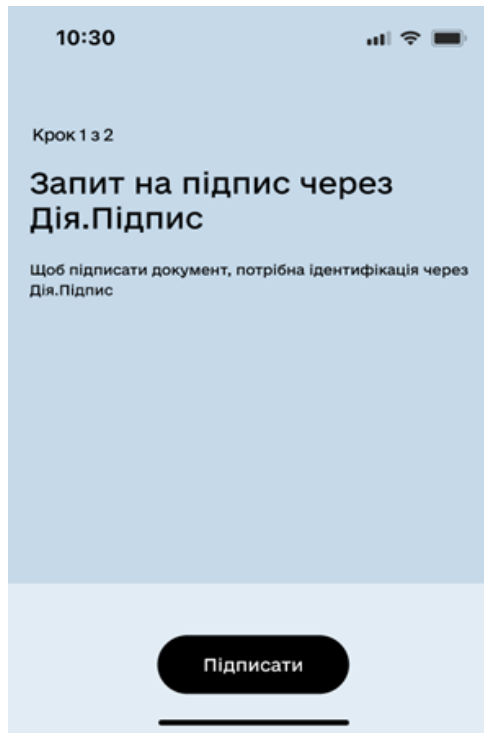 10:30
Крок 1 з 2
Запит на підпис через
Дія.Підпис
Щоб підписати документ, потрібна ідентифікація через
Дія.Підпис
Підписати